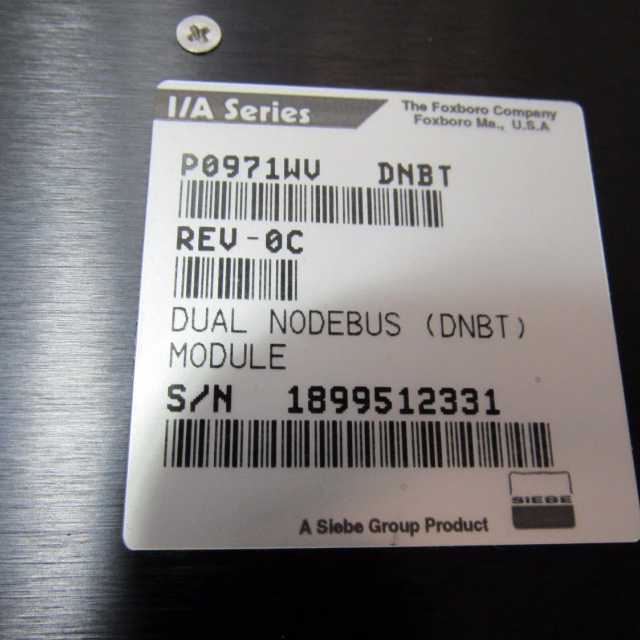 I/A Series
The Foxboro Company
Foxboro Ma., U.S.A
P0971WV DNBT
REV-0C
DUAL NODEBUS (DNBT)
MODULE
S/N 1899512331
SIEBE
A Siebe Group Product